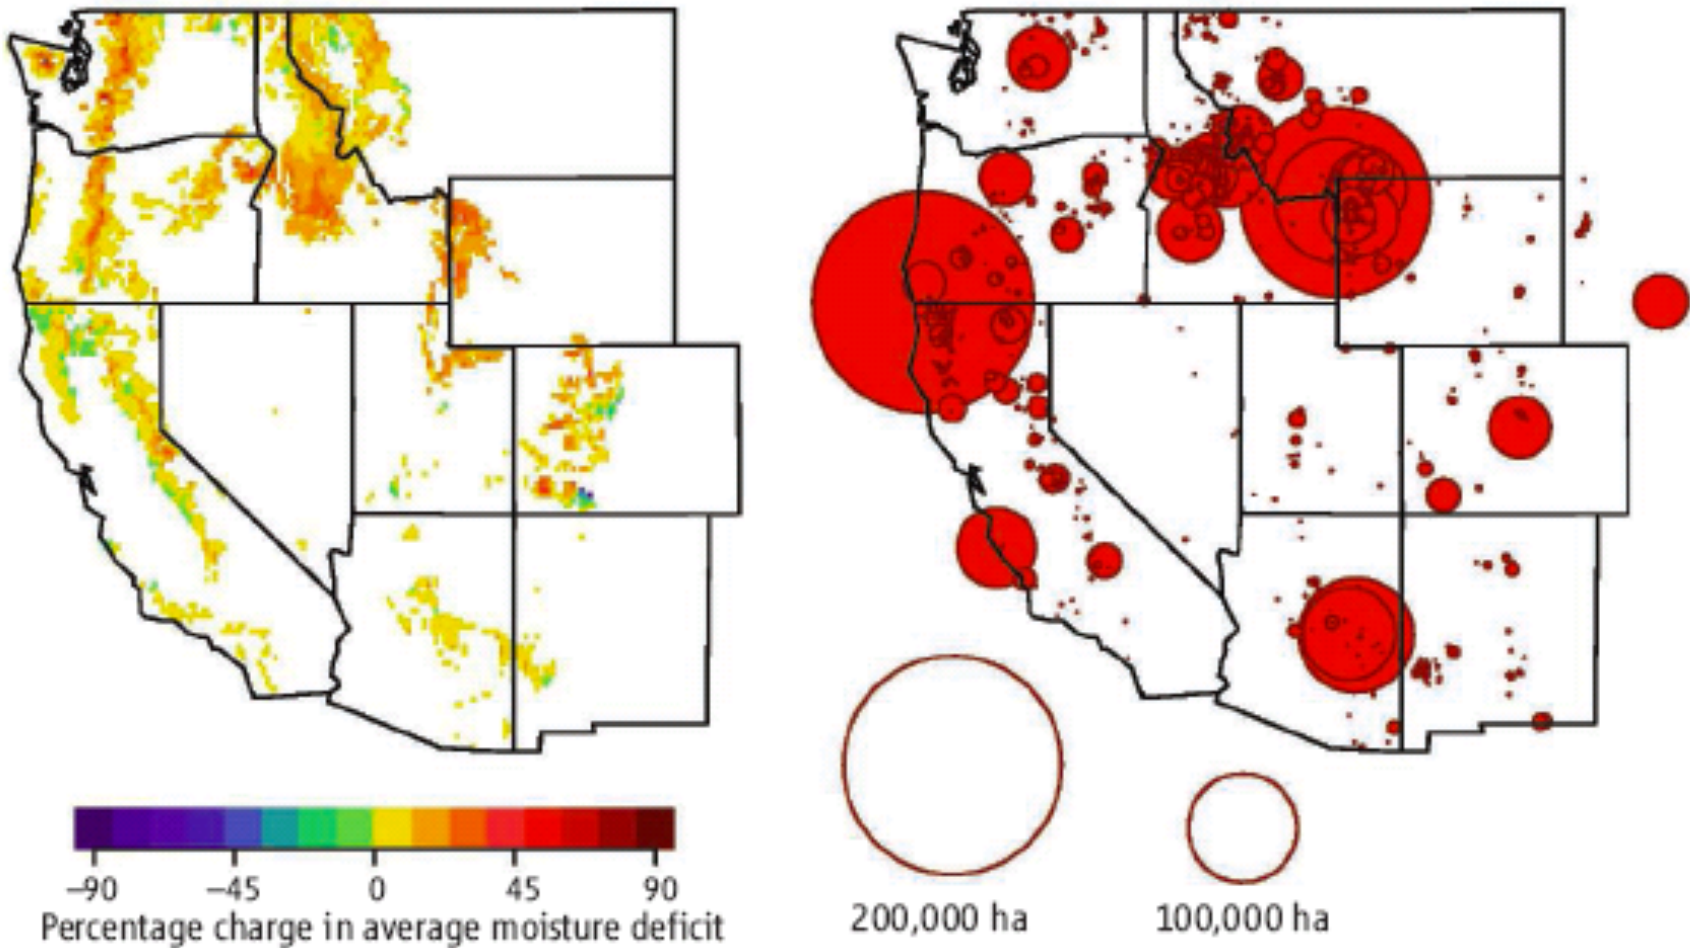 −90 −45 0 45 90
Percentage charge in average moisture deficit
200,000 ha 100,000 ha